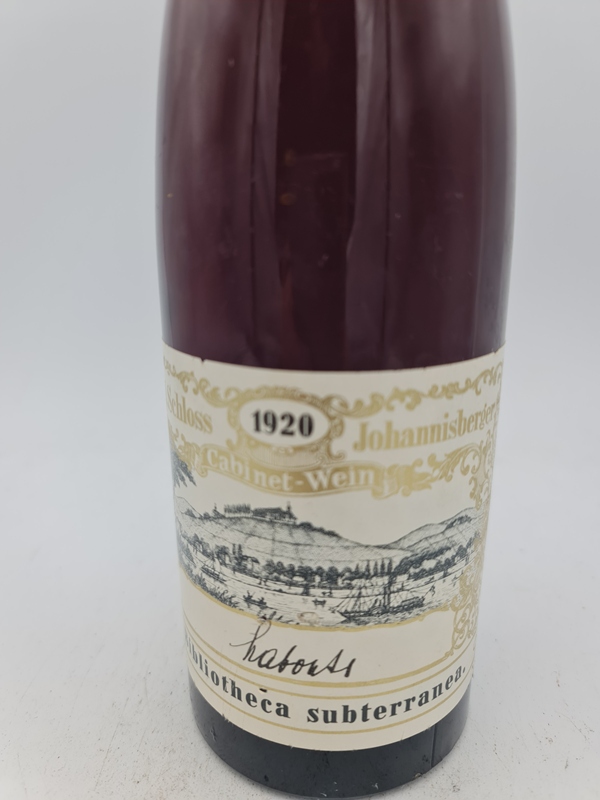 Schloss 1920 Johannisberger
Cabinet-Wein
Bibliotheca subterranea.